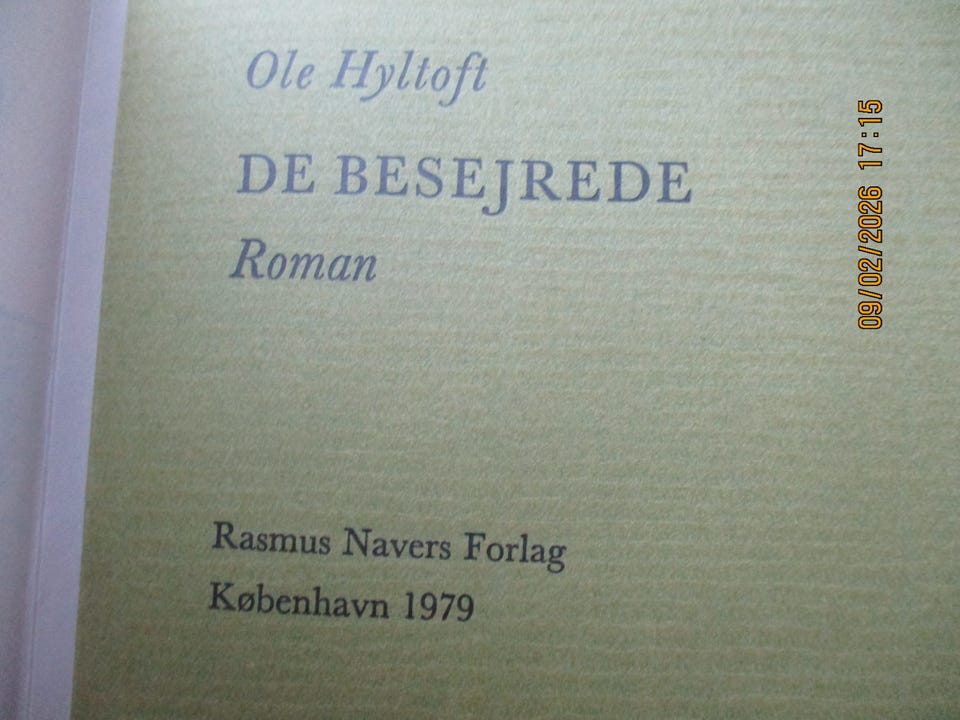 Ole Hyltoft
DE BESEJREDE
Roman
Rasmus Navers Forlag
København 1979
09/02/2026 17:15